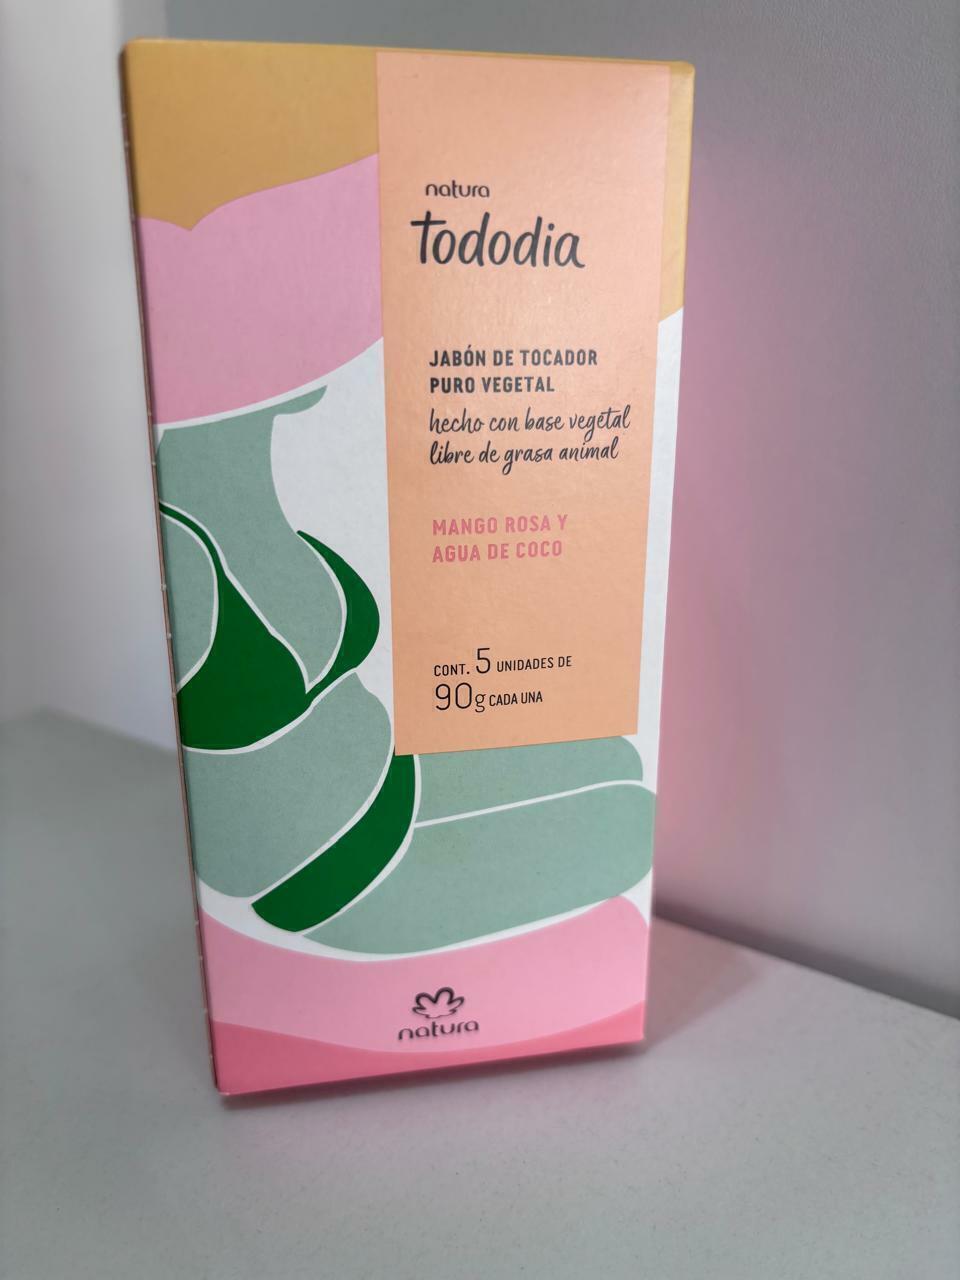 natura
tododia
JABÓN DE TOCADOR
PURO VEGETAL
hecho con base vegetal
libre de grasa animal
MANGO ROSA Y
AGUA DE COCO
CONT. 5 UNIDADES DE
90g CADA UNA
natura